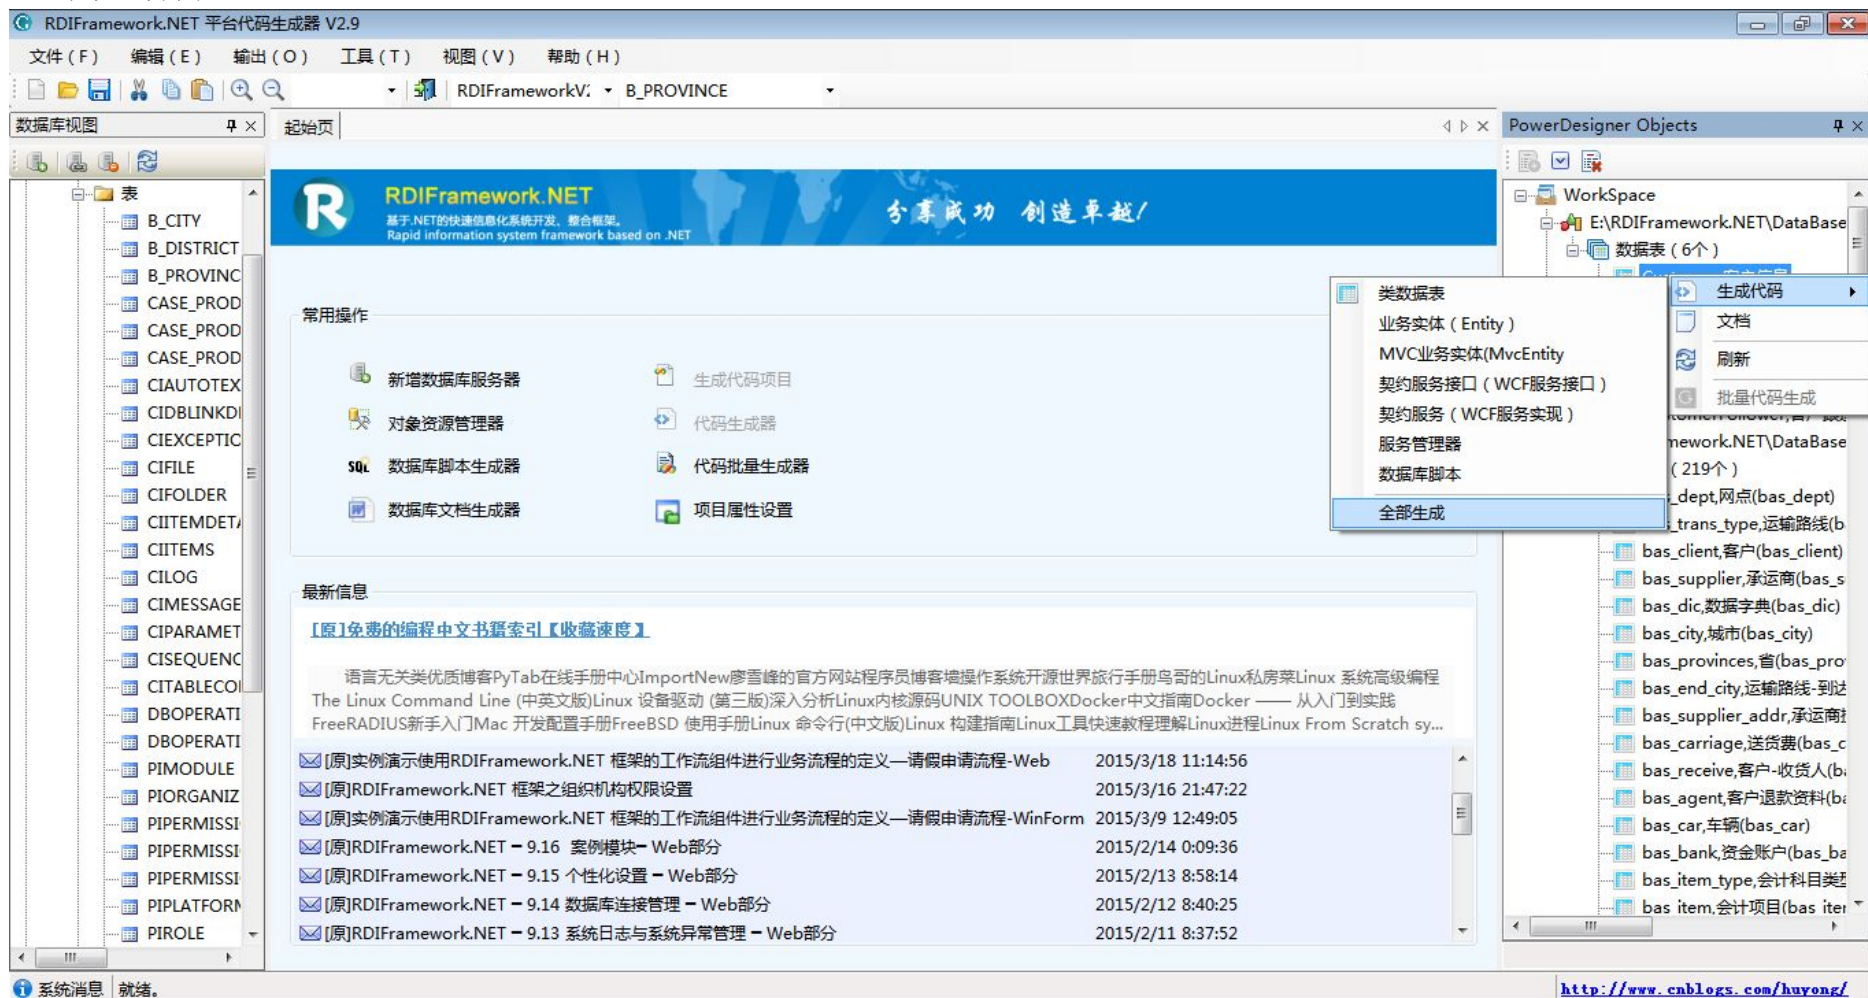 RDIFramework.NET 平台代码生成器 V2.9
文件(F) 编辑(E) 输出(O) 工具(T) 视图(V) 帮助(H)
RDIFrameworkV: B_PROVINCE
数据库视图
表
B_CITY
B_DISTRICT
B_PROVINC
CASE_PROD
CASE_PROD
CASE_PROD
CIAUTOTEX
CIDBLINKD
CIEXCEPTIC
CIFILE
CIFOLDER
CIITEMDET
CIITEMS
CILOG
CIMESSAGE
CIPARAMET
CISEQUENC
CITABLECO
DBOPERATI
DBOPERATI
PIMODULE
PIORGANIZ
PIPERMISSI
PIPERMISSI
PIPERMISSI
PIPLATFORM
PIROLE
起始页
RDIFramework.NET
基于.NET的快速信息化系统开发、整合框架。
Rapid information system framework based on .NET
分享成功 创造卓越!
常用操作
新增数据库服务器
生成代码项目
对象资源管理器
代码生成器
SQL 数据库脚本生成器
代码批量生成器
数据库文档生成器
项目属性设置
最新信息
[原]免费的编程中文书籍索引【收藏速度】
语言无关类优质博客PyTab在线手册中心ImportNew廖雪峰的官方网站程序员博客墙操作系统开源世界旅行手册鸟哥的Linux私房菜Linux 系统高级编程
The Linux Command Line (中英文版)Linux 设备驱动 (第三版)深入分析Linux内核源码UNIX TOOLBOXDocker中文指南Docker —— 从入门到实践
FreeRADIUS新手入门Mac 开发配置手册FreeBSD 使用手册Linux 命令行(中文版)Linux 构建指南Linux工具快速教程理解Linux进程Linux From Scratch sy...
[原]实例演示使用RDIFramework.NET 框架的工作流组件进行业务流程的定义—请假申请流程-Web 2015/3/18 11:14:56
[原]RDIFramework.NET 框架之组织机构权限设置 2015/3/16 21:47:22
[原]实例演示使用RDIFramework.NET 框架的工作流组件进行业务流程的定义—请假申请流程-WinForm 2015/3/9 12:49:05
[原]RDIFramework.NET ━ 9.16 案例模块━ Web部分 2015/2/14 0:09:36
[原]RDIFramework.NET ━ 9.15 个性化设置 ━ Web部分 2015/2/13 8:58:14
[原]RDIFramework.NET ━ 9.14 数据库连接管理 ━ Web部分 2015/2/12 8:40:25
[原]RDIFramework.NET ━ 9.13 系统日志与系统异常管理 ━ Web部分 2015/2/11 8:37:52
类数据表
业务实体(Entity)
MVC业务实体(MvcEntity
契约服务接口(WCF服务接口)
契约服务(WCF服务实现)
服务管理器
数据库脚本
全部生成
生成代码
文档
刷新
批量代码生成
PowerDesigner Objects
WorkSpace
E:\RDIFramework.NET\DataBase
数据表(6个)
mework.NET\DataBase
(219个)
_dept,网点(bas_dept)
_trans_type,运输路线(b
bas_client,客户(bas_client)
bas_supplier,承运商(bas_s
bas_dic,数据字典(bas_dic)
bas_city,城市(bas_city)
bas_provinces,省(bas_pro
bas_end_city,运输路线-到达
bas_supplier_addr,承运商
bas_carriage,送货费(bas_c
bas_receive,客户-收货人(b
bas_agent,客户退款资料(b
bas_car,车辆(bas_car)
bas_bank,资金账户(bas_ba
bas_item_type,会计科目类
bas_item,会计项目(bas_iter
系统消息 就绪。
http://www.cnblogs.com/huyong/